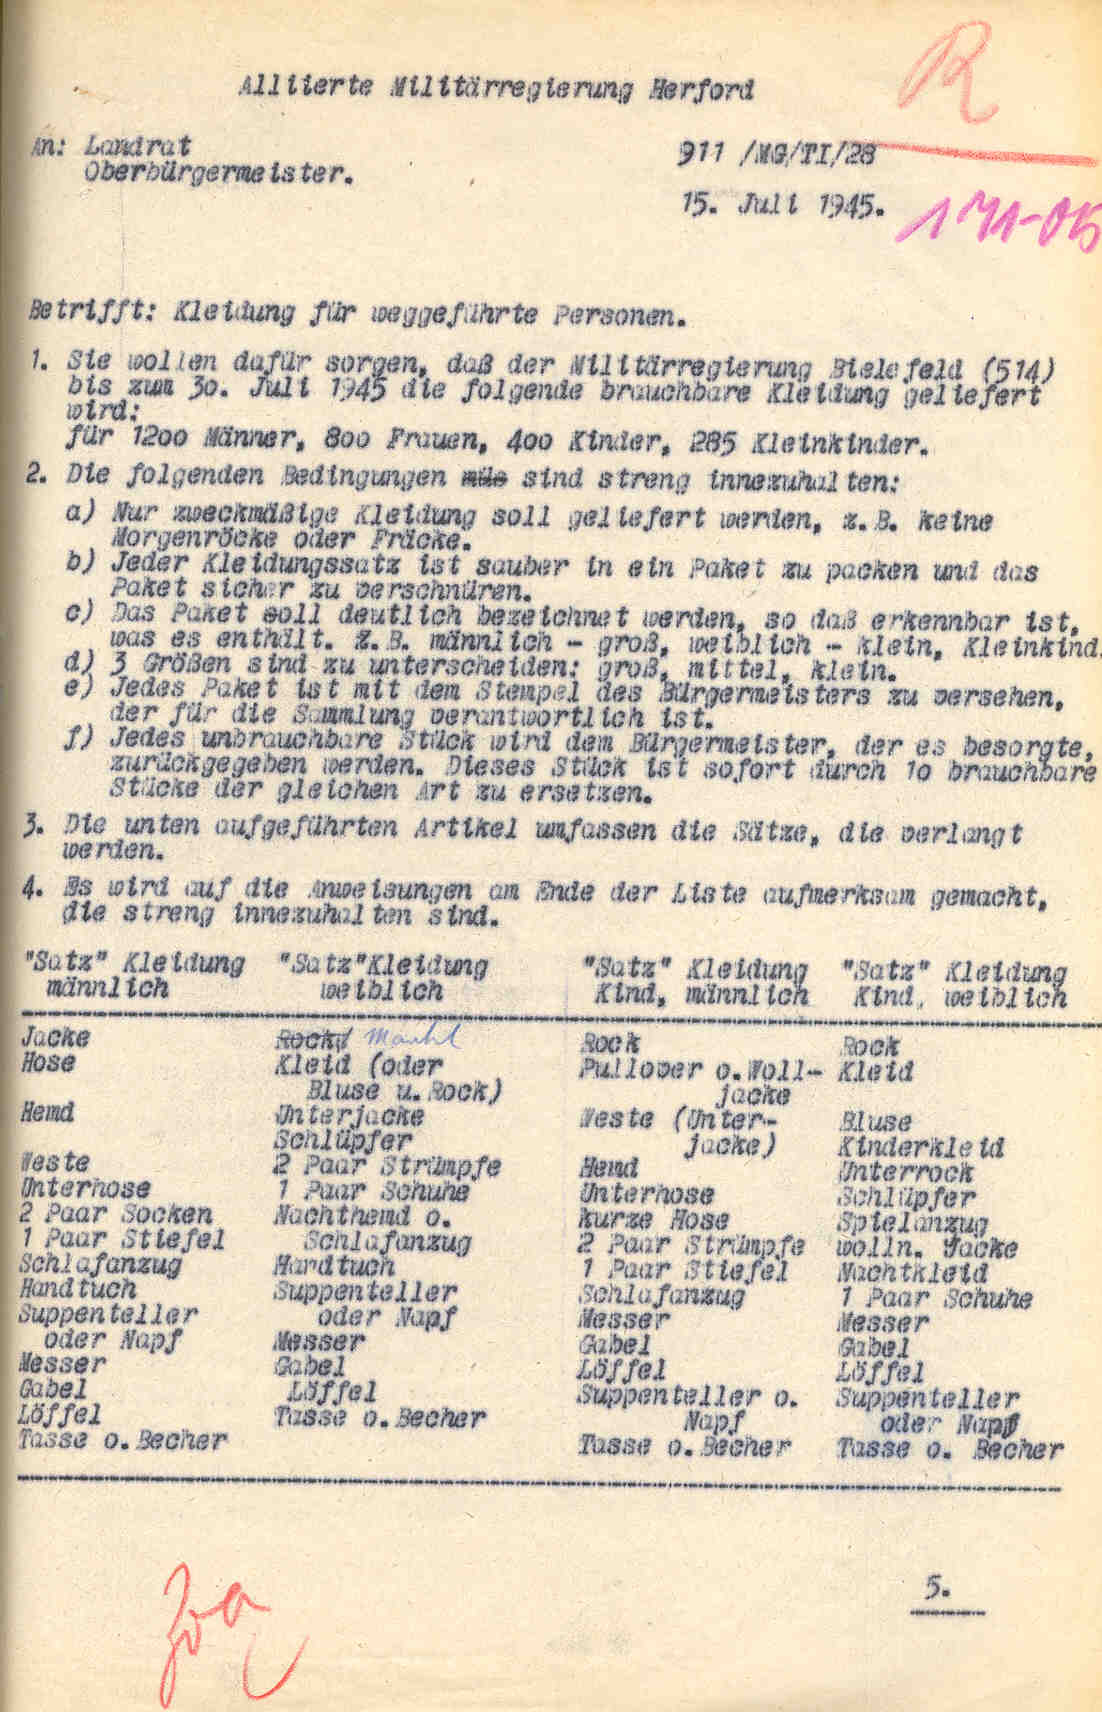 R
Alliierte Militärregierung Herford
An: Landrat
Oberbürgermeister.
911 /MG/TI/28
15. Juli 1945.
171-05
Betrifft: Kleidung für weggeführte Personen.
1. Sie wollen dafür sorgen, daß der Militärregierung Bielefeld (514)
bis zum 30. Juli 1945 die folgende brauchbare Kleidung geliefert
wird:
für 1200 Männer, 800 Frauen, 400 Kinder, 285 Kleinkinder.
2. Die folgenden Bedingungen sind streng innezuhalten:
a) Nur zweckmäßige Kleidung soll geliefert werden, z.B. keine
Morgenröcke oder Fräcke.
b) Jeder Kleidungssatz ist sauber in ein Paket zu packen und das
Paket sicher zu verschnüren.
c) Das Paket soll deutlich bezeichnet werden, so daß erkennbar ist,
was es enthält. Z.B. männlich - groß, weiblich - klein, Kleinkind.
d) 3 Größen sind zu unterscheiden: groß, mittel, klein.
e) Jedes Paket ist mit dem Stempel des Bürgermeisters zu versehen,
der für die Sammlung verantwortlich ist.
f) Jedes unbrauchbare Stück wird dem Bürgermeister, der es besorgte,
zurückgegeben werden. Dieses Stück ist sofort durch 10 brauchbare
Stücke der gleichen Art zu ersetzen.
3. Die unten aufgeführten Artikel umfassen die Sätze, die verlangt
werden.
4. Es wird auf die Anweisungen am Ende der Liste aufmerksam gemacht,
die streng innezuhalten sind.
"Satz" Kleidung "Satz"Kleidung "Satz" Kleidung "Satz" Kleidung
männlich weiblich Kind, männlich Kind, weiblich
Jacke Rock/ Mantel Rock Rock
Hose Kleid (oder Pullover o.Woll- Kleid
Bluse u.Rock) jacke
Hemd Unterjacke Weste (Unter- Bluse
Schlüpfer jacke) Kinderkleid
Weste 2 Paar Strümpfe Hemd Unterrock
Unterhose 1 Paar Schuhe Unterhose Schlüpfer
2 Paar Socken Nachthemd o. kurze Hose Spielanzug
1 Paar Stiefel Schlafanzug 2 Paar Strümpfe wolln. Jacke
Schlafanzug Handtuch 1 Paar Stiefel Nachtkleid
Handtuch Suppenteller Schlafanzug 1 Paar Schuhe
Suppenteller oder Napf Messer Messer
oder Napf Messer Gabel Gabel
Messer Gabel Löffel Löffel
Gabel Löffel Suppenteller o. Suppenteller
Löffel Tasse o.Becher Napf oder Napf
Tasse o.Becher Tasse o.Becher Tasse o. Becher
5.